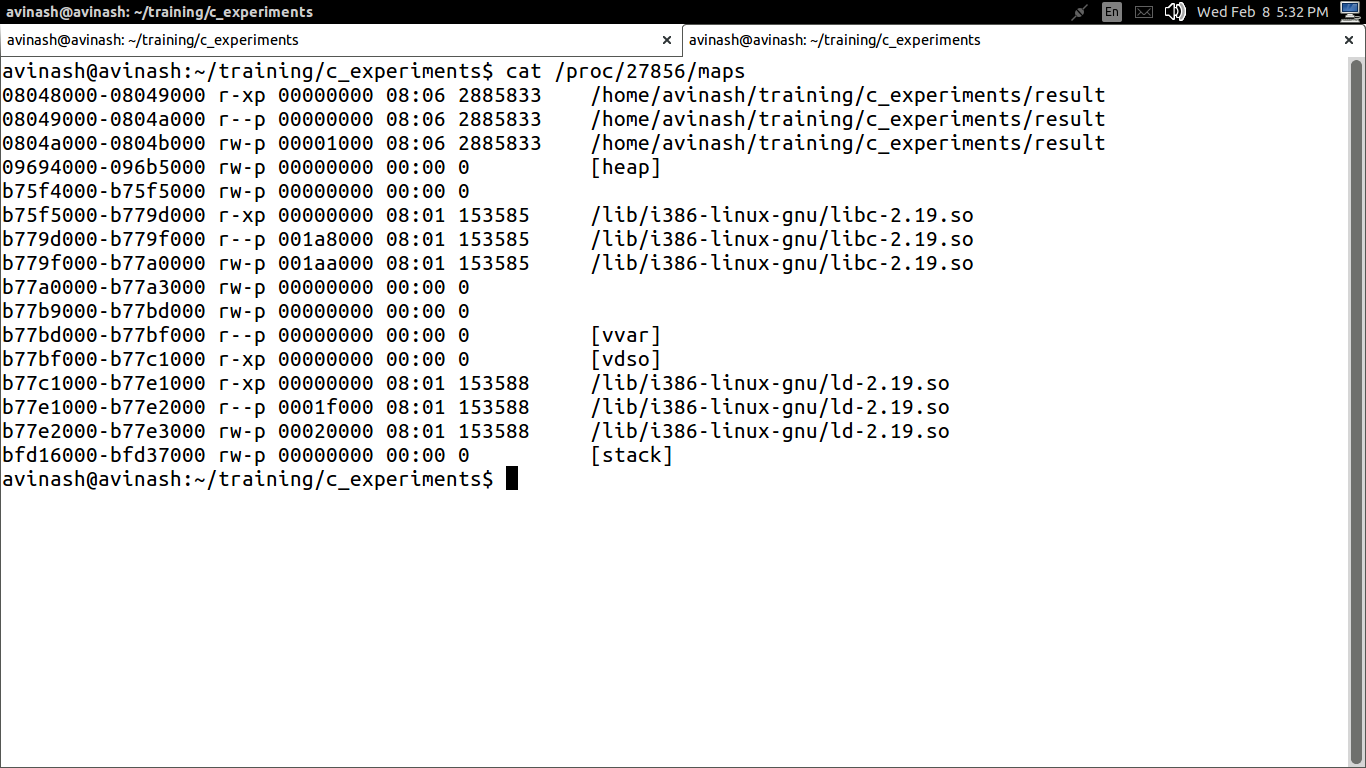 avinash@avinash: ~/training/c_experiments
En
Wed Feb 8 5:32 PM
avinash@avinash: ~/training/c_experiments ×
avinash@avinash: ~/training/c_experiments ×
avinash@avinash:~/training/c_experiments$ cat /proc/27856/maps
08048000-08049000 r-xp 00000000 08:06 2885833    /home/avinash/training/c_experiments/result
08049000-0804a000 r--p 00000000 08:06 2885833    /home/avinash/training/c_experiments/result
0804a000-0804b000 rw-p 00001000 08:06 2885833    /home/avinash/training/c_experiments/result
09694000-096b5000 rw-p 00000000 00:00 0          [heap]
b75f4000-b75f5000 rw-p 00000000 00:00 0
b75f5000-b779d000 r-xp 00000000 08:01 153585     /lib/i386-linux-gnu/libc-2.19.so
b779d000-b779f000 r--p 001a8000 08:01 153585     /lib/i386-linux-gnu/libc-2.19.so
b779f000-b77a0000 rw-p 001aa000 08:01 153585     /lib/i386-linux-gnu/libc-2.19.so
b77a0000-b77a3000 rw-p 00000000 00:00 0
b77b9000-b77bd000 rw-p 00000000 00:00 0
b77bd000-b77bf000 r--p 00000000 00:00 0          [vvar]
b77bf000-b77c1000 r-xp 00000000 00:00 0          [vdso]
b77c1000-b77e1000 r-xp 00000000 08:01 153588     /lib/i386-linux-gnu/ld-2.19.so
b77e1000-b77e2000 r--p 0001f000 08:01 153588     /lib/i386-linux-gnu/ld-2.19.so
b77e2000-b77e3000 rw-p 00020000 08:01 153588     /lib/i386-linux-gnu/ld-2.19.so
bfd16000-bfd37000 rw-p 00000000 00:00 0          [stack]
avinash@avinash:~/training/c_experiments$